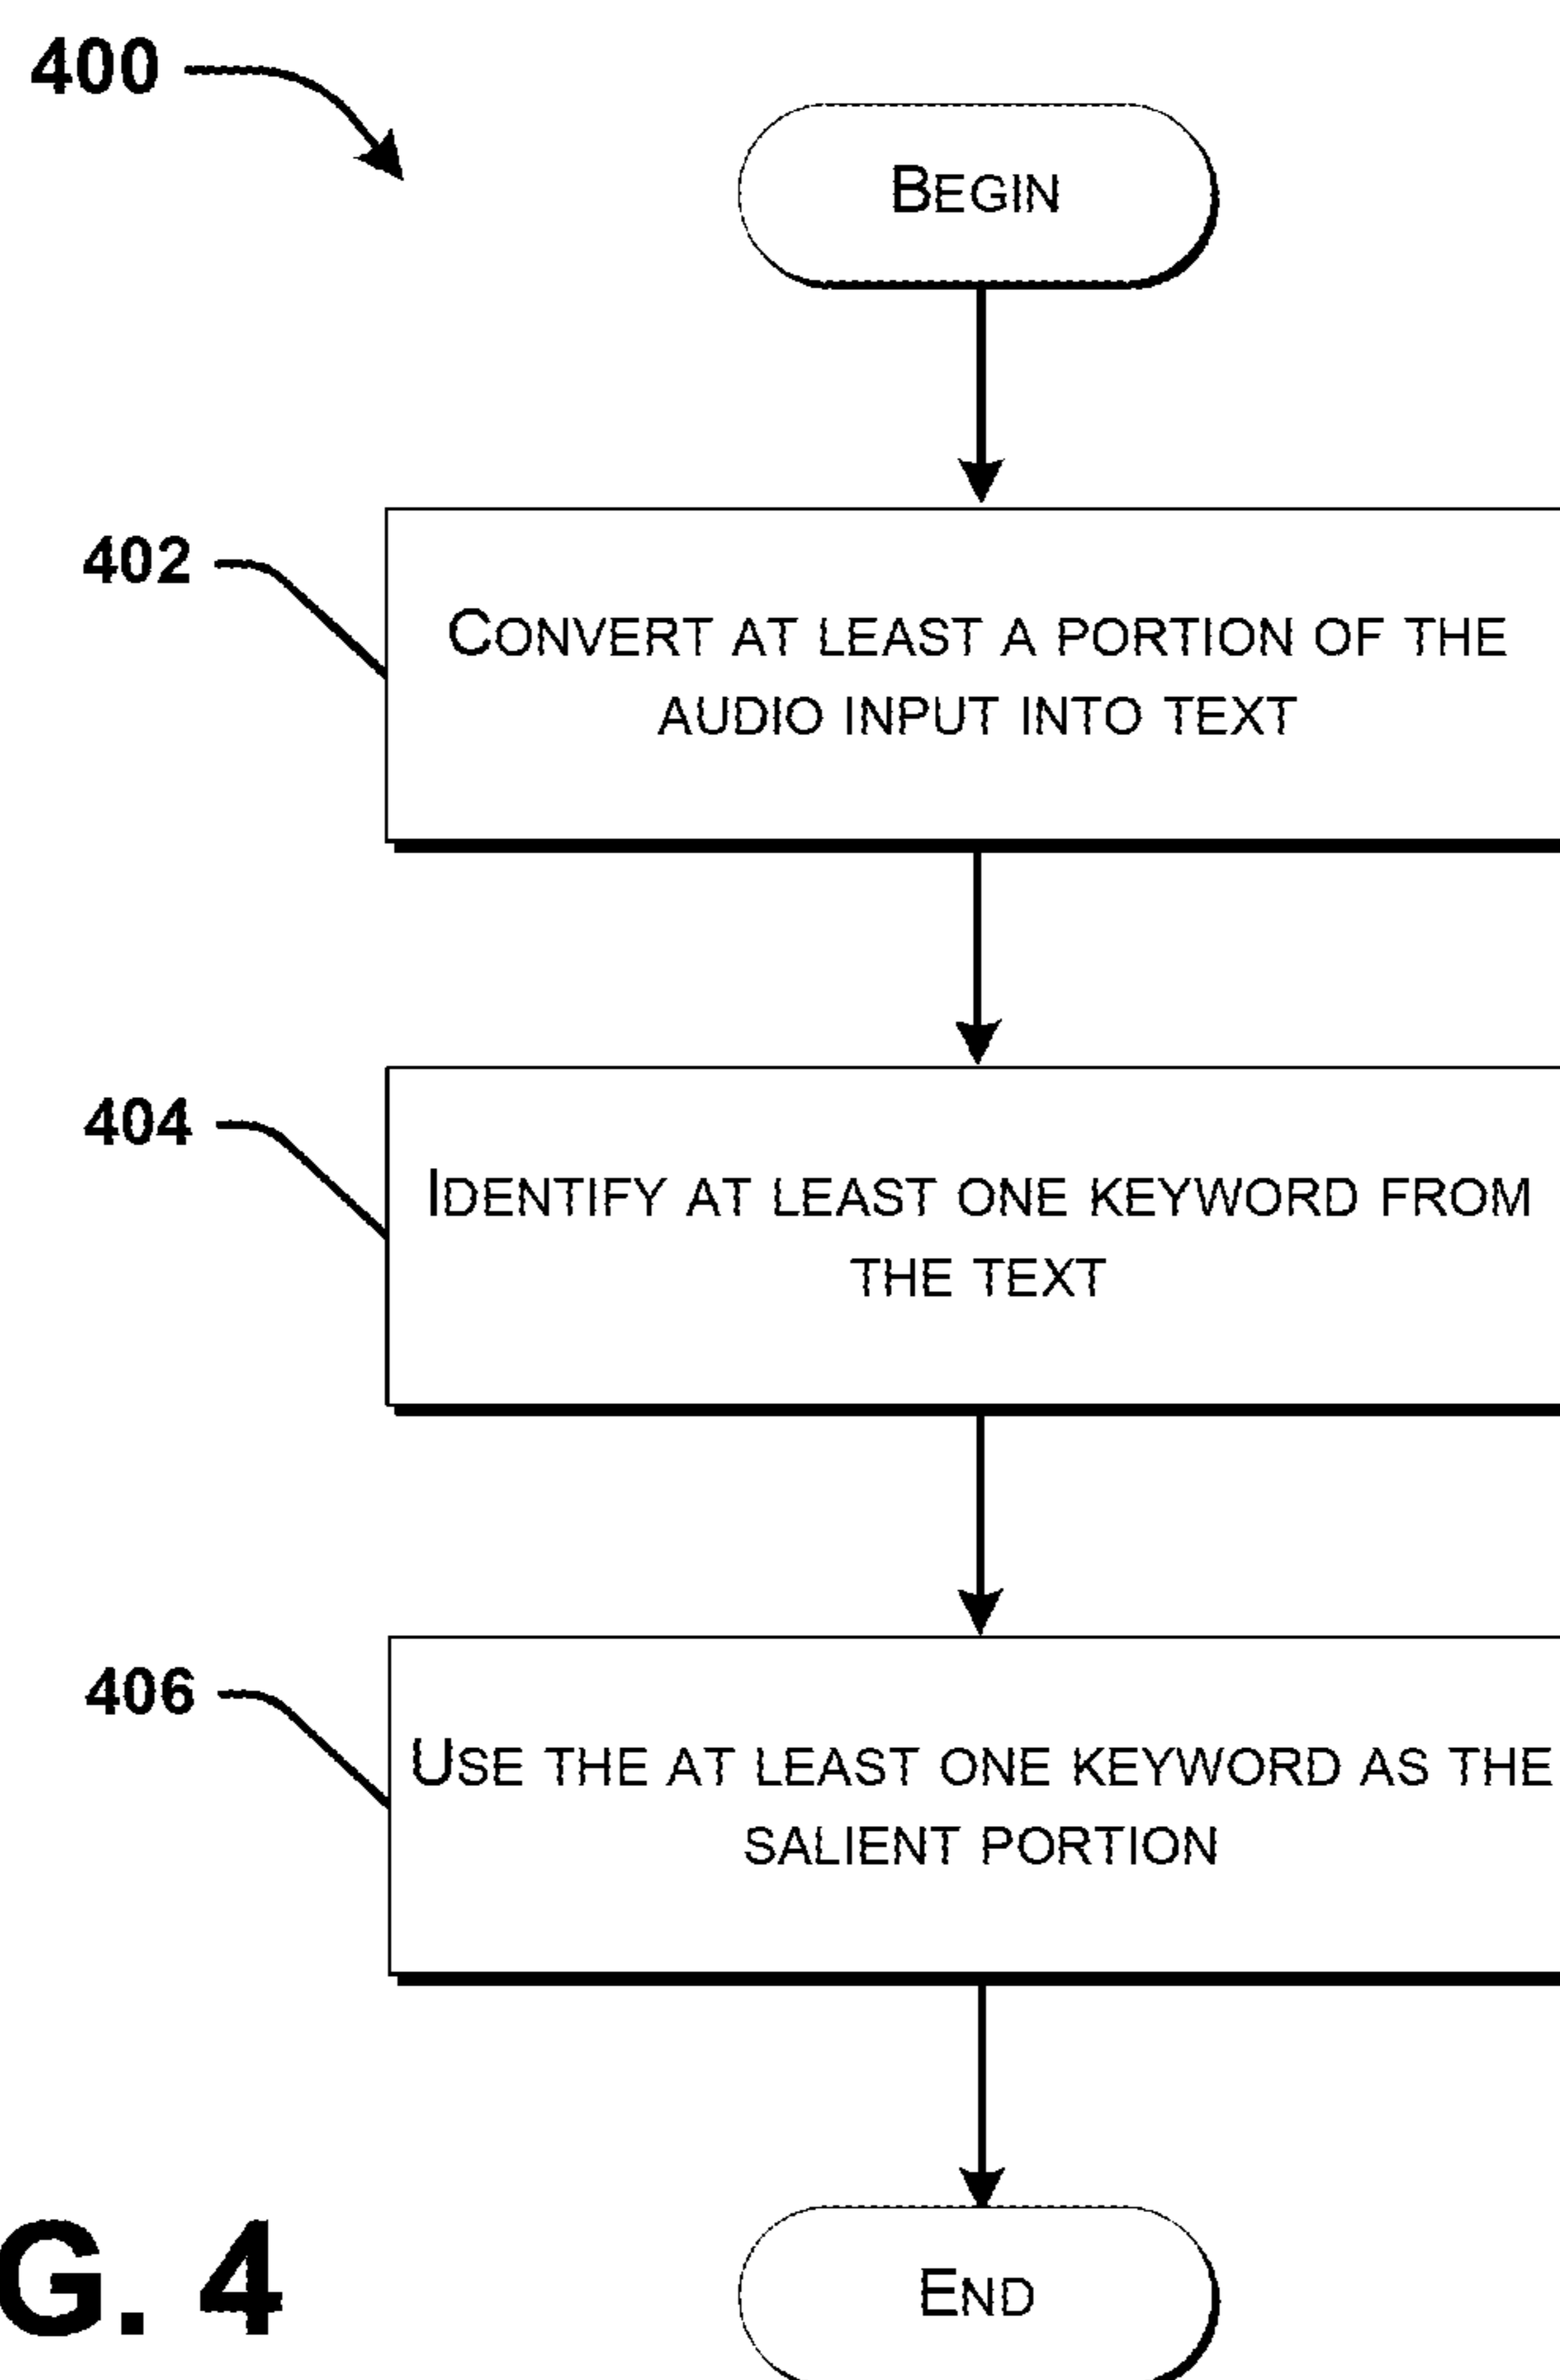 400
BEGIN
402
CONVERT AT LEAST A PORTION OF THE
AUDIO INPUT INTO TEXT
404
IDENTIFY AT LEAST ONE KEYWORD FROM
THE TEXT
406
USE THE AT LEAST ONE KEYWORD AS THE
SALIENT PORTION
END
G. 4